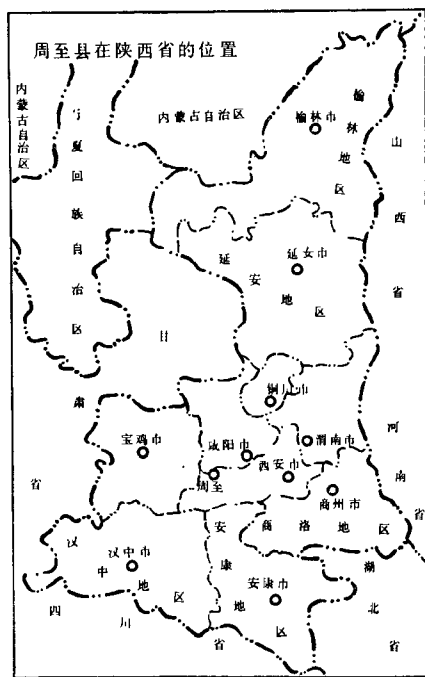 周至县在陕西省的位置
内蒙古自治区
宁夏回族自治区
内蒙古自治区
榆林市
榆林地区
山西省
延安市
延安地区
甘肃省
铜川市
宝鸡市
咸阳市
渭南市
河南省
周至
西安市
商州市
商洛地区
汉中市
汉中地区
安康市
安康地区
湖北省
四川省